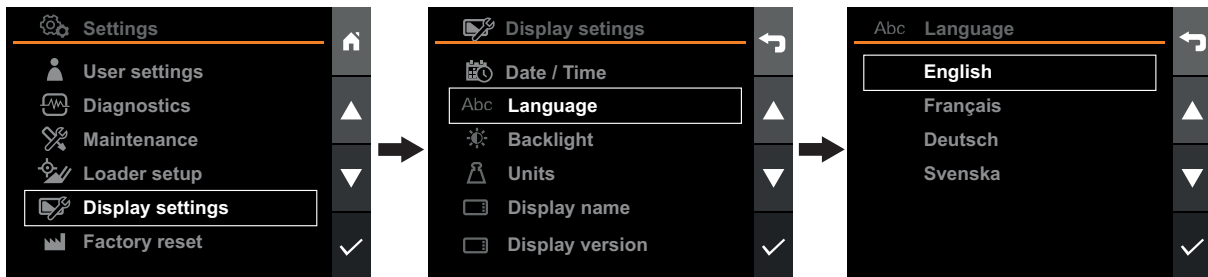 Settings
User settings
Diagnostics
Maintenance
Loader setup
Display settings
Factory reset
Display setings
Date / Time
Abc Language
Backlight
Units
Display name
Display version
Abc Language
English
Français
Deutsch
Svenska